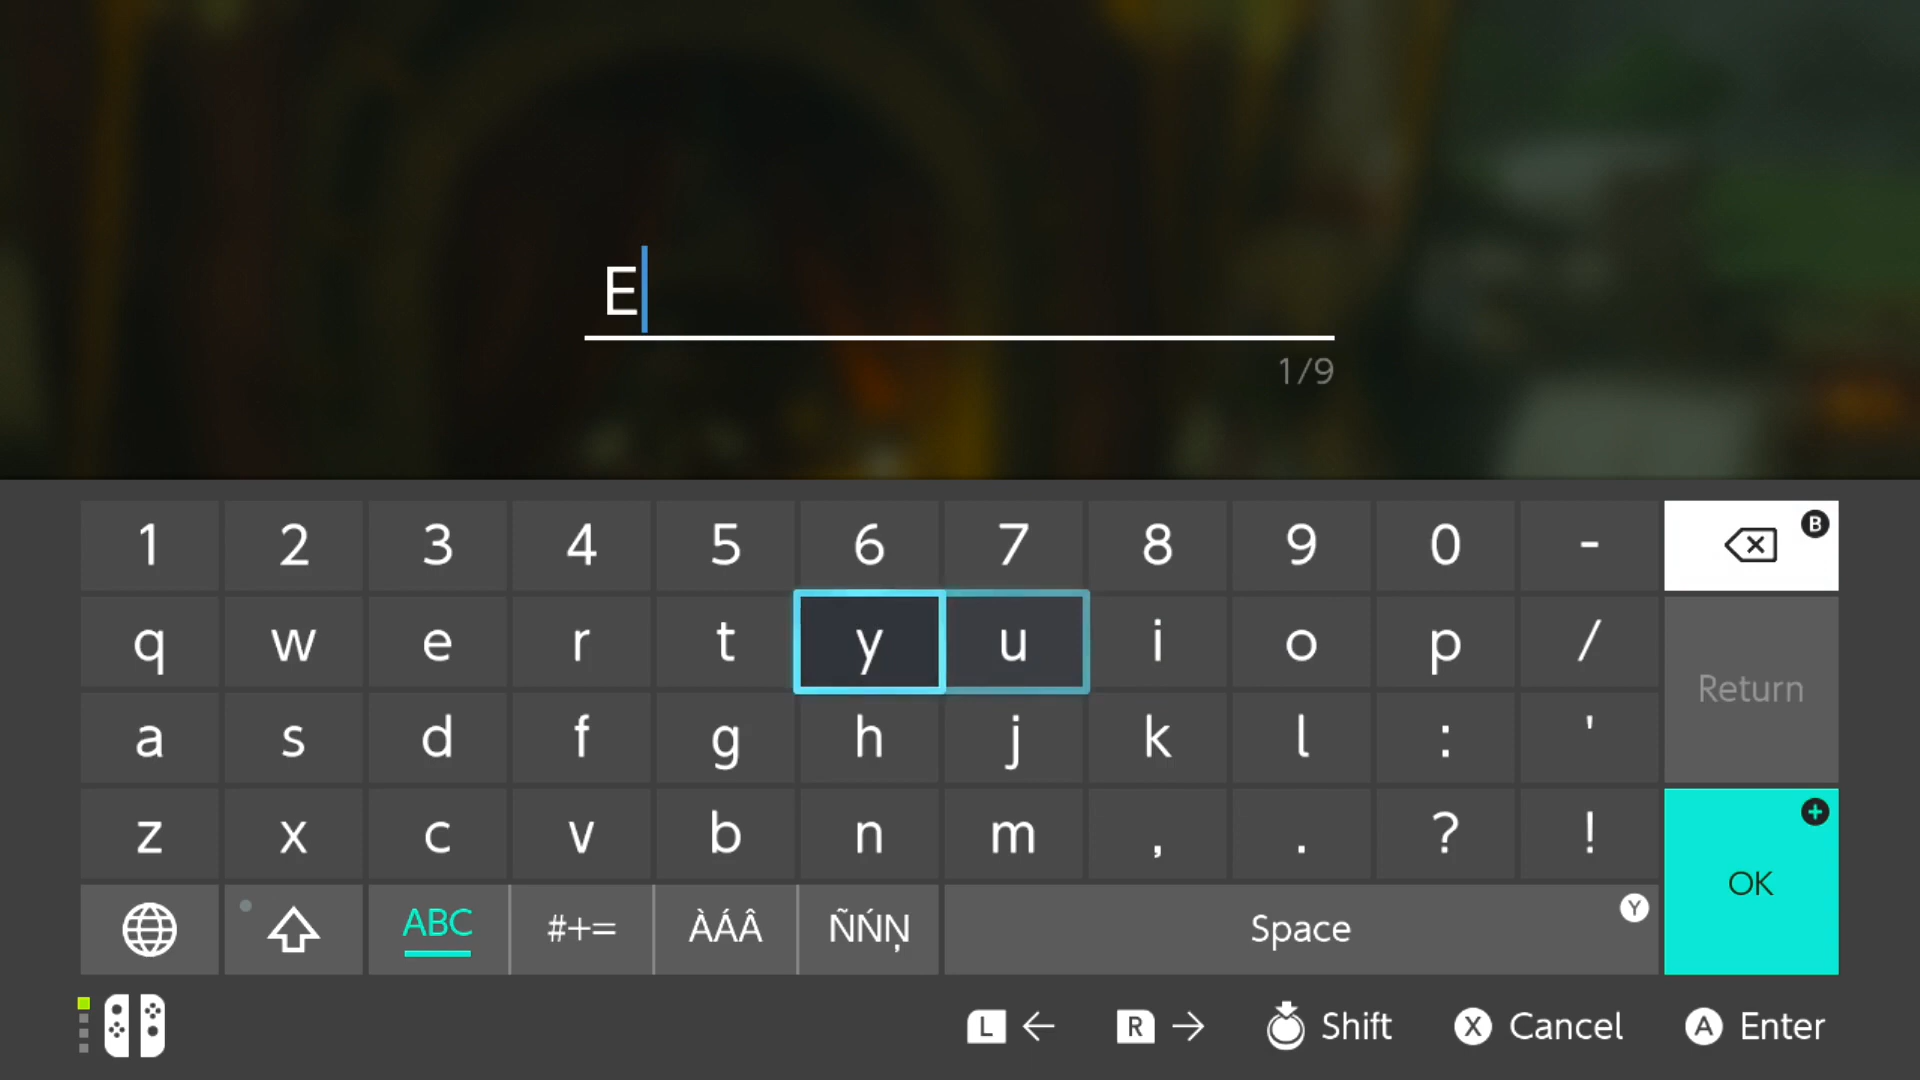 E
1/9
1 2 3 4 5 6 7 8 9 0 - B
q w e r t y u i o p / Return
a s d f g h j k l : '
z x c v b n m , . ? ! + OK
ABC #+= ÀÁÂ ÑŃŅ Space Y
L ← R → Shift X Cancel A Enter